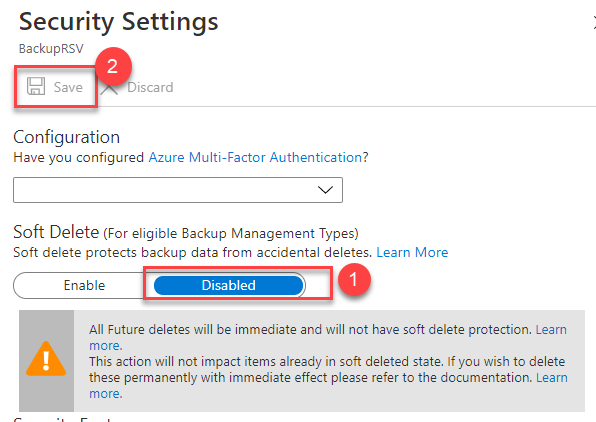 Security Settings
BackupRSV
2
Save
Discard
Configuration
Have you configured Azure Multi-Factor Authentication?
Soft Delete (For eligible Backup Management Types)
Soft delete protects backup data from accidental deletes. Learn More
Enable
Disabled
1
All Future deletes will be immediate and will not have soft delete protection. Learn
more.
This action will not impact items already in soft deleted state. If you wish to delete
these permanently with immediate effect please refer to the documentation. Learn
more.